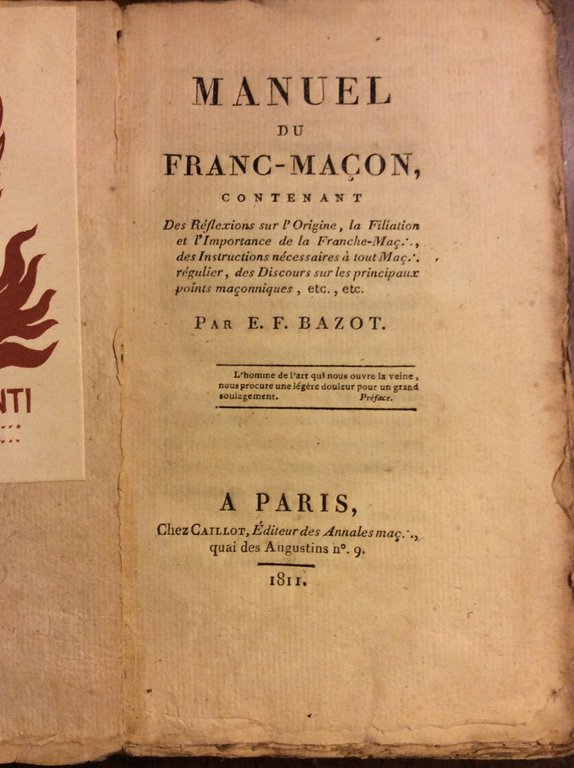 MANUEL
DU
FRANC-MAÇON,
CONTENANT
Des Réflexions sur l'Origine, la Filiation
et l'Importance de la Franche-Maç∴,
des Instructions nécessaires à tout Maç∴
régulier, des Discours sur les principaux
points maçonniques, etc., etc.
PAR E. F. BAZOT.
L'homme de l'art qui nous ouvre la veine,
nous procure une légère douleur pour un grand
soulagement. Préface.
A PARIS,
Chez CAILLOT, Éditeur des Annales maç∴,
quai des Augustins n°. 9.
1811.
NTI